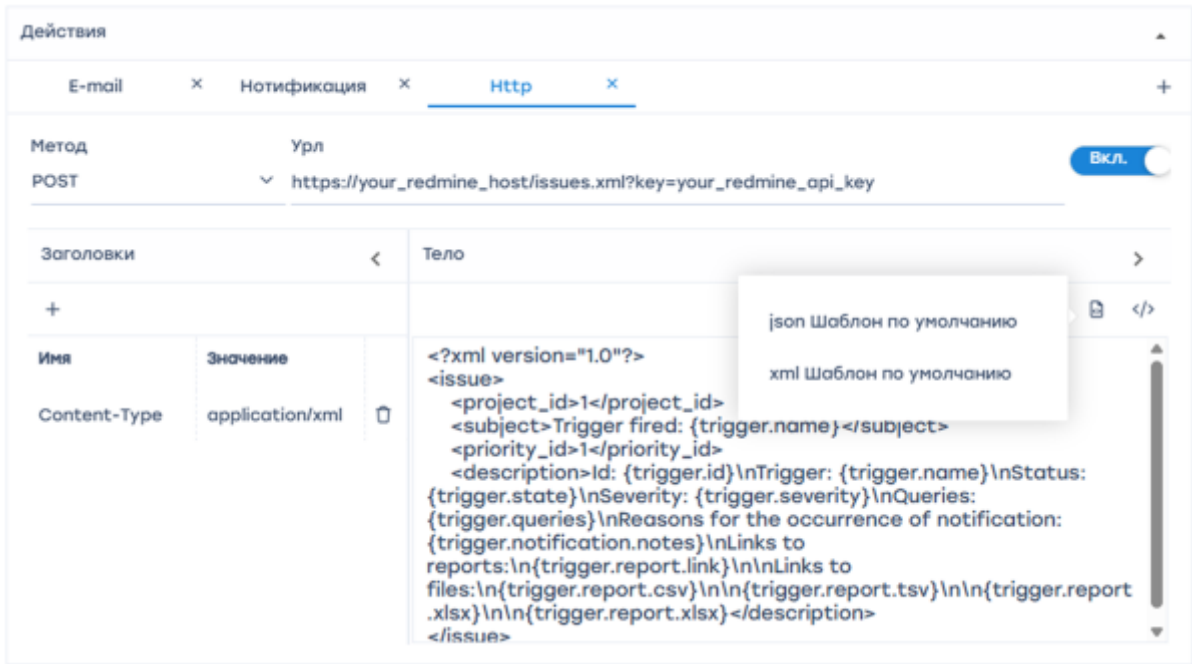 Действия
E-mail × Нотификация × Http × +
Метод Урл
Вкл.
POST https://your_redmine_host/issues.xml?key=your_redmine_api_key
Заголовки < Тело >
+ </>
json Шаблон по умолчанию
xml Шаблон по умолчанию
Имя Значение
Content-Type application/xml
<?xml version="1.0"?>
<issue>
<project_id>1</project_id>
<subject>Trigger fired: {trigger.name}</subject>
<priority_id>1</priority_id>
<description>Id: {trigger.id}\nTrigger: {trigger.name}\nStatus:
{trigger.state}\nSeverity: {trigger.severity}\nQueries:
{trigger.queries}\nReasons for the occurrence of notification:
{trigger.notification.notes}\nLinks to
reports:\n{trigger.report.link}\n\nLinks to
files:\n{trigger.report.csv}\n\n{trigger.report.tsv}\n\n{trigger.report
.xlsx}\n\n{trigger.report.xlsx}</description>
</issue>